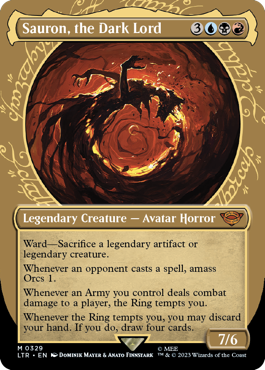 Sauron, the Dark Lord 3
Legendary Creature — Avatar Horror
Ward—Sacrifice a legendary artifact or
legendary creature.
Whenever an opponent casts a spell, amass
Orcs 1.
Whenever an Army you control deals combat
damage to a player, the Ring tempts you.
Whenever the Ring tempts you, you may discard
your hand. If you do, draw four cards.
7/6
M 0329 © MEE
LTR • EN DOMINIK MAYER & ANATO FINNSTARK ™ & © 2023 Wizards of the Coast